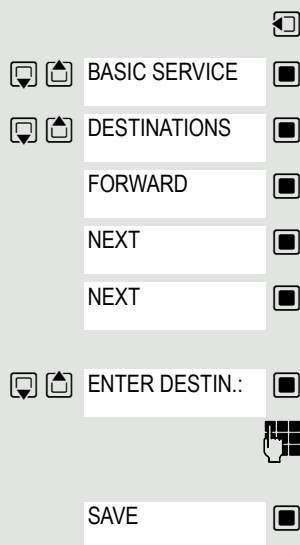 BASIC SERVICE
DESTINATIONS
FORWARD
NEXT
NEXT
ENTER DESTIN.:
SAVE